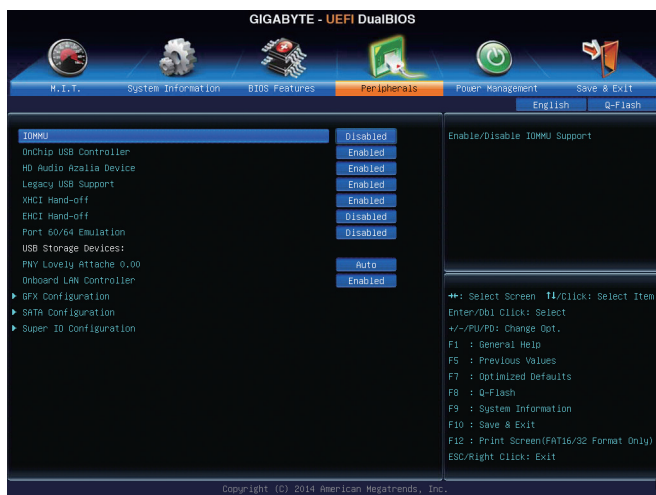 GIGABYTE - UEFI DualBIOS
M.I.T.
System Information
BIOS Features
Peripherals
Power Management
Save & Exit
English
Q-Flash
IOMMU Disabled
OnChip USB Controller Enabled
HD Audio Azalia Device Enabled
Legacy USB Support Enabled
XHCI Hand-off Enabled
EHCI Hand-off Disabled
Port 60/64 Emulation Disabled
USB Storage Devices:
PNY Lovely Attache 0.00 Auto
Onboard LAN Controller Enabled
GFX Configuration
SATA Configuration
Super IO Configuration
Enable/Disable IOMMU Support
→←: Select Screen ↑↓/Click: Select Item
Enter/Dbl Click: Select
+/-/PU/PD: Change Opt.
F1 : General Help
F5 : Previous Values
F7 : Optimized Defaults
F8 : Q-Flash
F9 : System Information
F10 : Save & Exit
F12 : Print Screen(FAT16/32 Format Only)
ESC/Right Click: Exit
Copyright (C) 2014 American Megatrends, Inc.